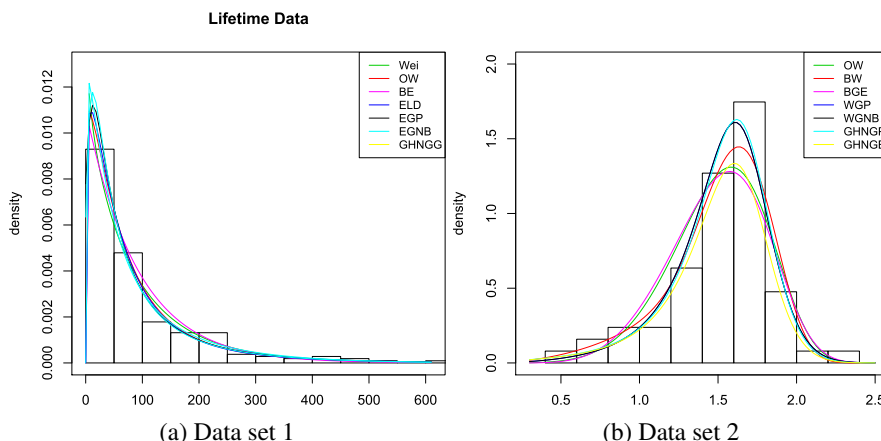 Lifetime Data
density
0.000 0.002 0.004 0.006 0.008 0.010 0.012
0 100 200 300 400 500 600
Wei
OW
BE
ELD
EGP
EGNB
GHNGG
(a) Data set 1
density
0.0 0.5 1.0 1.5 2.0
0.5 1.0 1.5 2.0 2.5
OW
BW
BGE
WGP
WGNB
(b) Data set 2